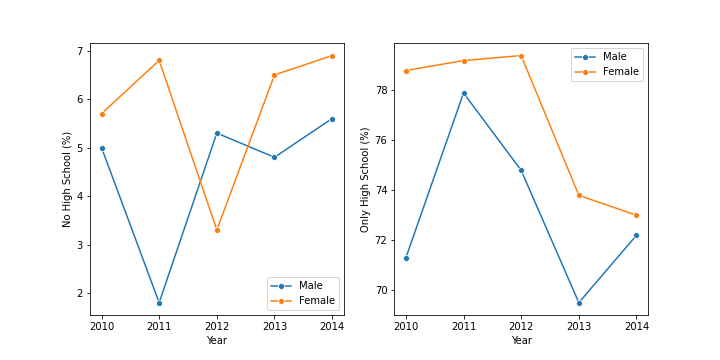 No High School (%)
7
6
5
4
3
2
2010 2011 2012 2013 2014
Year
Male
Female
Only High School (%)
78
76
74
72
70
2010 2011 2012 2013 2014
Year
Male
Female